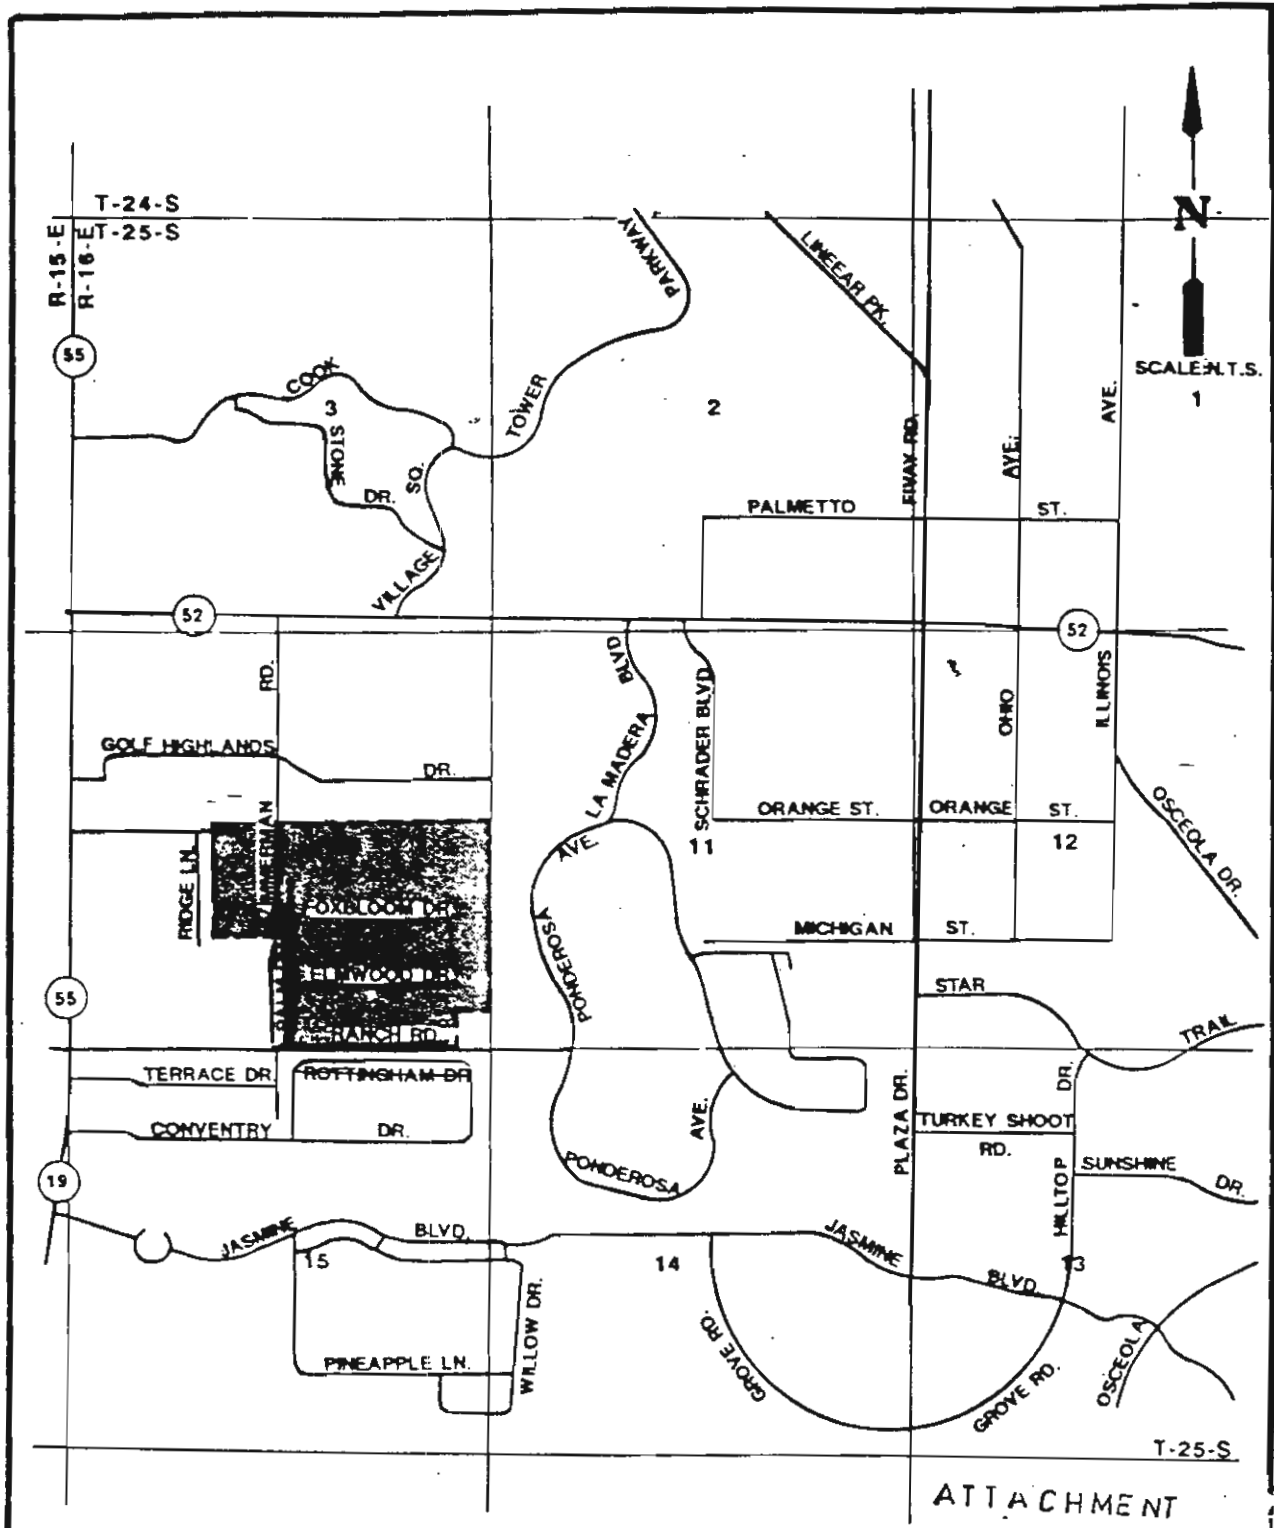 T-24-S
T-25-S
R-15-E
R-16-E
N
SCALE:N.T.S.
1
55
COOK
3
STONE
DR.
SQ.
VILLAGE
TOWER
PARKWAY
2
LINEEAR PK.
FIVAY RD.
AVE.
AVE.
PALMETTO ST.
52
52
RD.
BLVD
LA MADERA
SCHRADER BLVD.
OHIO
ILLINOIS
GOLF HIGHLANDS DR.
ORANGE ST.
ORANGE ST.
OSCEOLA DR.
12
11
AVE.
RIDGE LN.
FOXBLOOM DR.
PONDEROSA
MICHIGAN ST.
ELMWOOD DR.
STAR
TRAIL
55
RANCH RD.
TERRACE DR.
ROTTINGHAM DR
DR.
CONVENTRY DR.
AVE.
PLAZA DR.
TURKEY SHOOT
RD.
SUNSHINE DR.
HILLTOP
19
PONDEROSA
JASMINE BLVD.
JASMINE BLVD
15
14
13
WILLOW DR.
PINEAPPLE LN.
GROVE RD.
GROVE RD.
OSCEOLA
T-25-S
ATTACHMENT